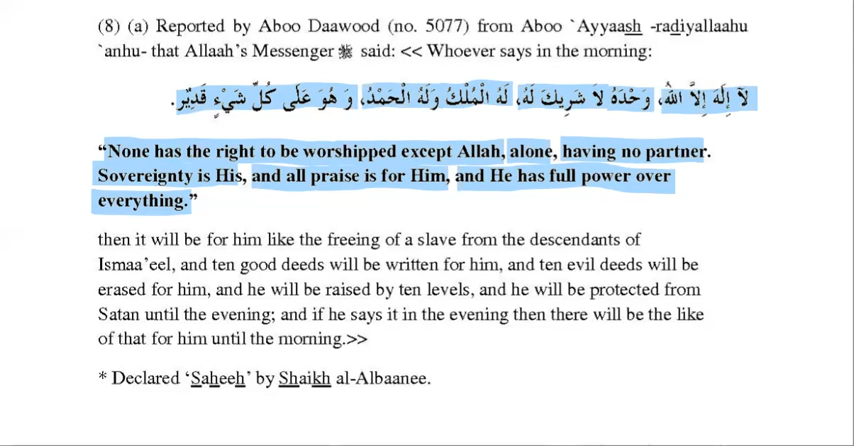 (8) (a) Reported by Aboo Daawood (no. 5077) from Aboo `Ayyaash -radiyallaahu
`anhu- that Allaah’s Messenger ﷺ said: << Whoever says in the morning:
لآ إِلَهَ إِلاَّ اللهُ، وَحْدَهُ لاَ شَرِيكَ لَهُ، لَهُ الْمُلْكُ وَلَهُ الْحَمْدُ، وَ هُوَ عَلَى كُلِّ شَيْءٍ قَدِيْر.
“None has the right to be worshipped except Allah, alone, having no partner.
Sovereignty is His, and all praise is for Him, and He has full power over
everything.”
then it will be for him like the freeing of a slave from the descendants of
Ismaa’eel, and ten good deeds will be written for him, and ten evil deeds will be
erased for him, and he will be raised by ten levels, and he will be protected from
Satan until the evening; and if he says it in the evening then there will be the like
of that for him until the morning.>>
* Declared ‘Saheeh’ by Shaikh al-Albaanee.